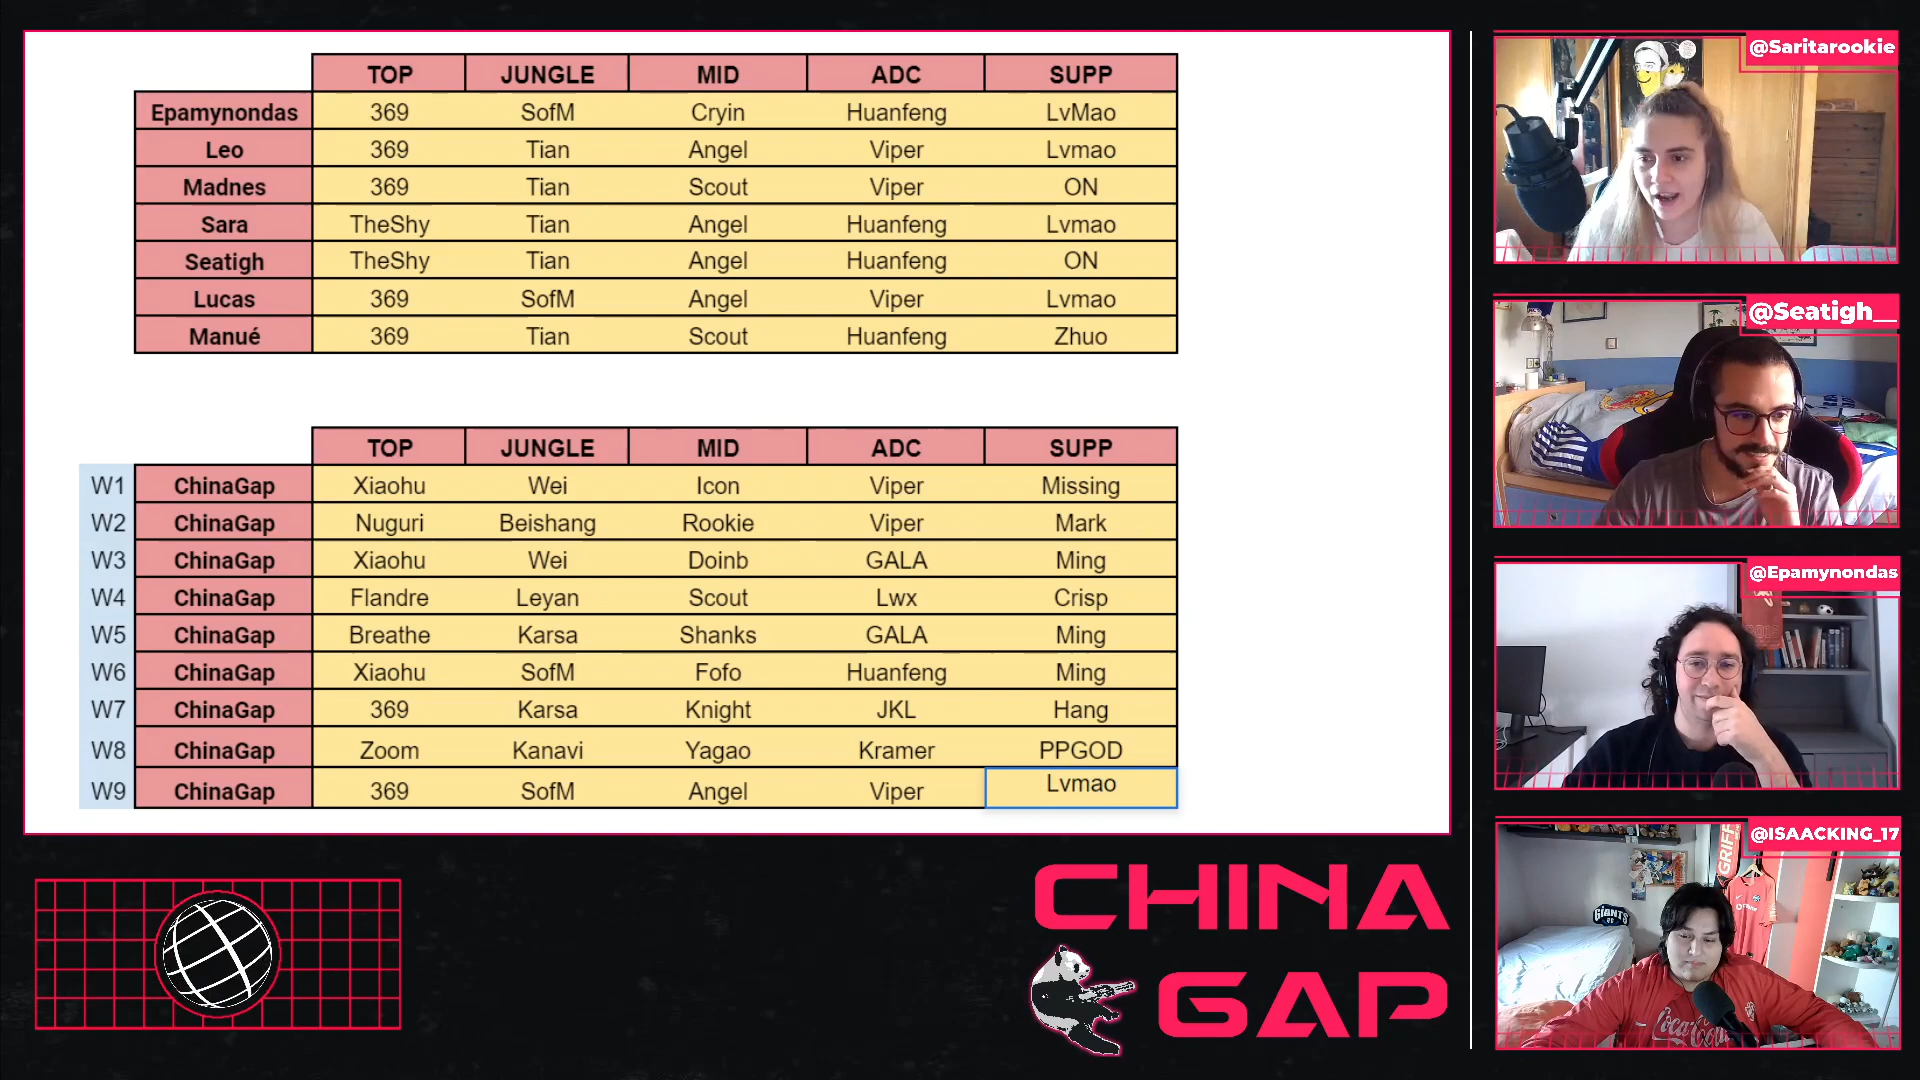 TOP JUNGLE MID ADC SUPP
Epamynondas 369 SofM Cryin Huanfeng LvMao
Leo 369 Tian Angel Viper Lvmao
Madnes 369 Tian Scout Viper ON
Sara TheShy Tian Angel Huanfeng Lvmao
Seatigh TheShy Tian Angel Huanfeng ON
Lucas 369 SofM Angel Viper Lvmao
Manué 369 Tian Scout Huanfeng Zhuo
TOP JUNGLE MID ADC SUPP
W1 ChinaGap Xiaohu Wei Icon Viper Missing
W2 ChinaGap Nuguri Beishang Rookie Viper Mark
W3 ChinaGap Xiaohu Wei Doinb GALA Ming
W4 ChinaGap Flandre Leyan Scout Lwx Crisp
W5 ChinaGap Breathe Karsa Shanks GALA Ming
W6 ChinaGap Xiaohu SofM Fofo Huanfeng Ming
W7 ChinaGap 369 Karsa Knight JKL Hang
W8 ChinaGap Zoom Kanavi Yagao Kramer PPGOD
W9 ChinaGap 369 SofM Angel Viper Lvmao
CHINA
GAP
@Saritarookie
@Seatigh__
@Epamynondas
@ISAACKING_17
GRIFF
GIANTS
Coca-Cola